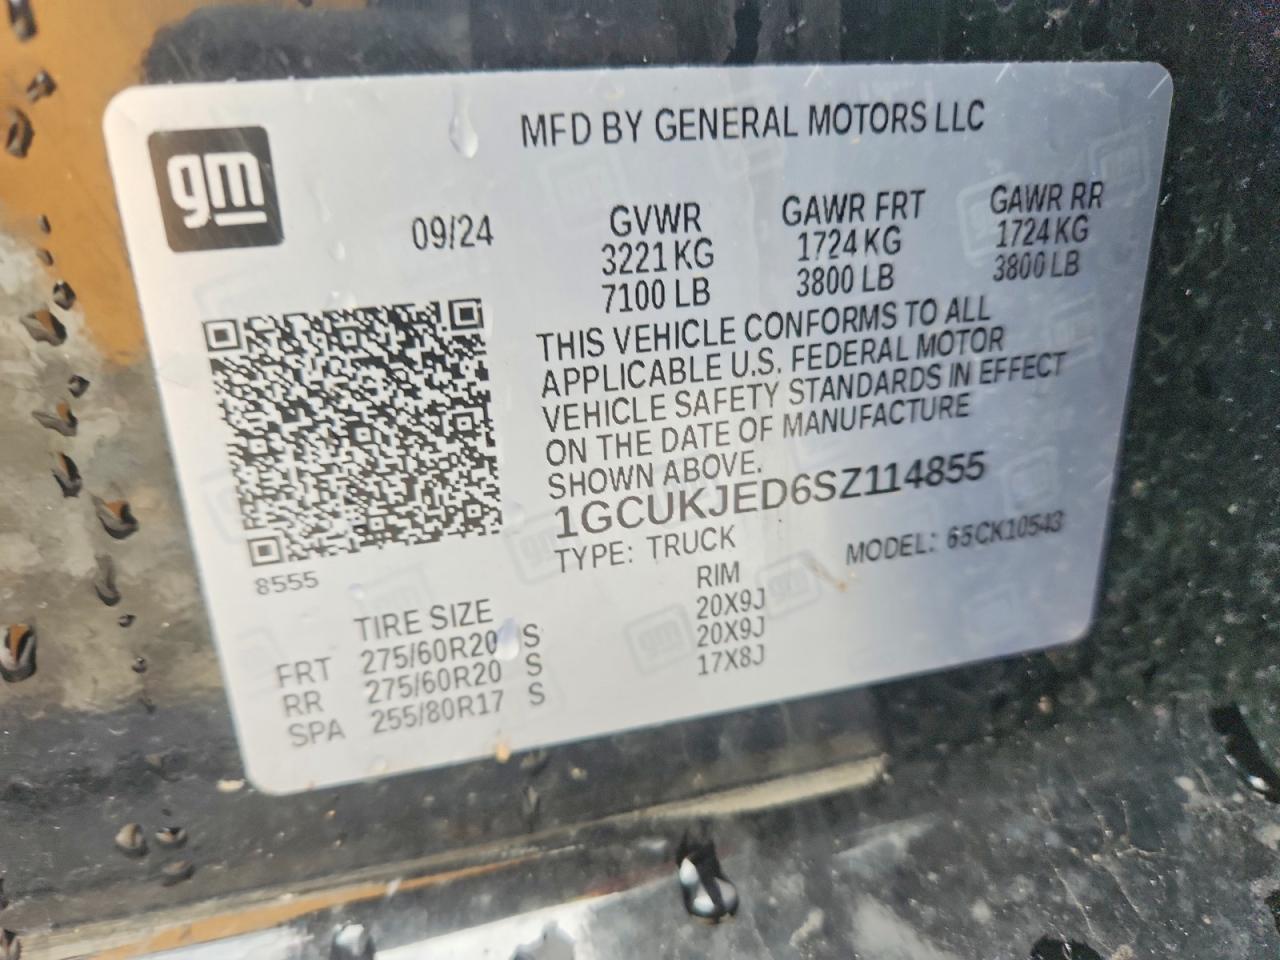 gm
MFD BY GENERAL MOTORS LLC
09/24
GVWR GAWR FRT GAWR RR
3221 KG 1724 KG 1724 KG
7100 LB 3800 LB 3800 LB
THIS VEHICLE CONFORMS TO ALL
APPLICABLE U.S. FEDERAL MOTOR
VEHICLE SAFETY STANDARDS IN EFFECT
ON THE DATE OF MANUFACTURE
SHOWN ABOVE.
1GCUKJED6SZ114855
TYPE: TRUCK MODEL: 65CK10543
8555
TIRE SIZE RIM
FRT 275/60R20 S 20X9J
RR 275/60R20 S 20X9J
SPA 255/80R17 S 17X8J